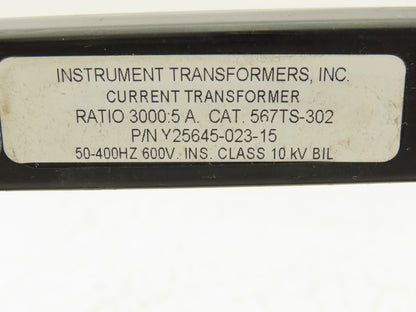 INSTRUMENT TRANSFORMERS, INC.
CURRENT TRANSFORMER
RATIO 3000:5 A. CAT. 567TS-302
P/N Y25645-023-15
50-400HZ 600V. INS. CLASS 10 kV BIL